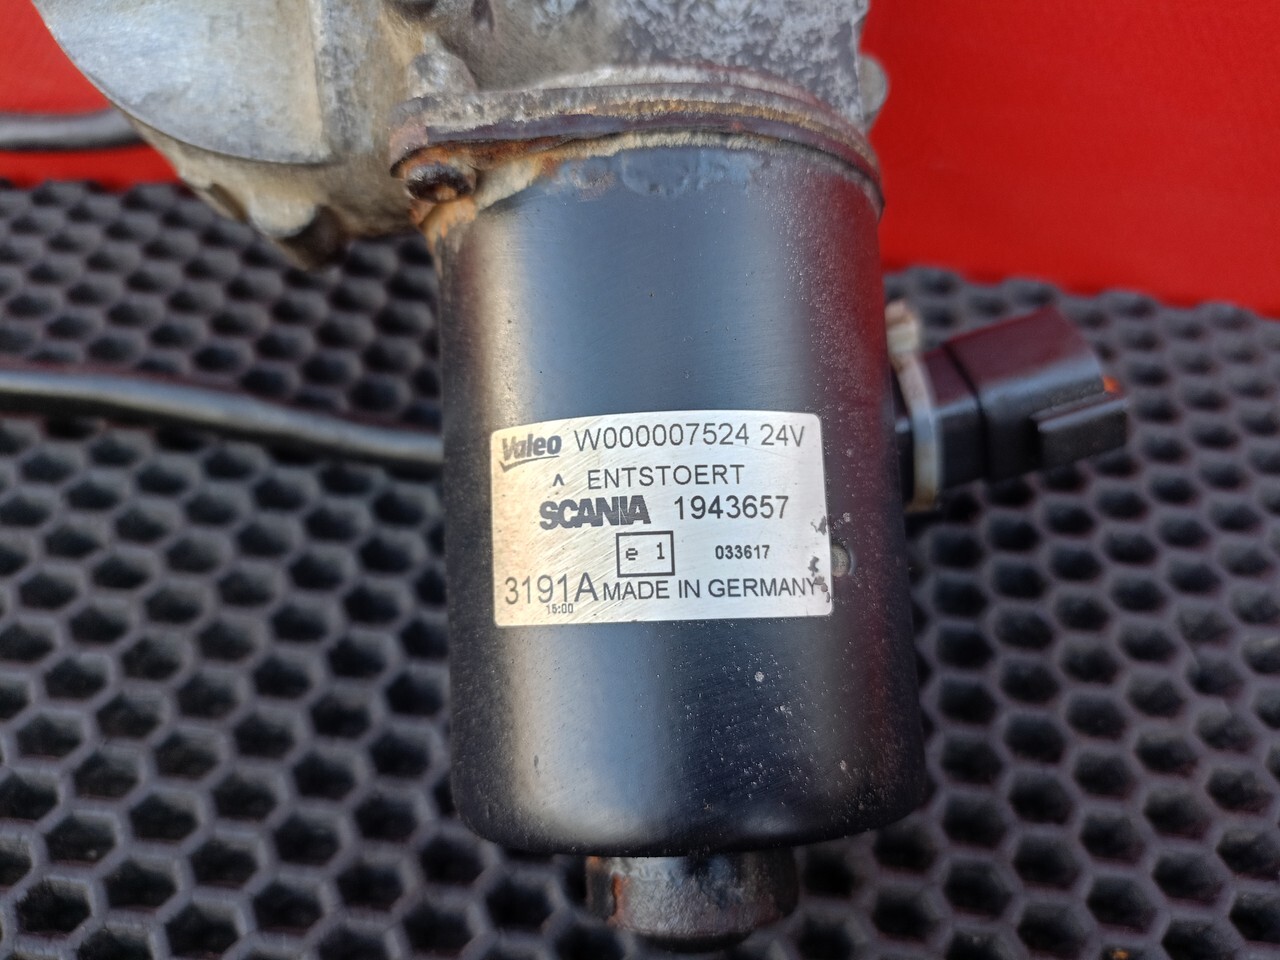 Valeo W000007524 24V
^ ENTSTOERT
SCANIA 1943657
e 1 033617
3191A MADE IN GERMANY
15:00